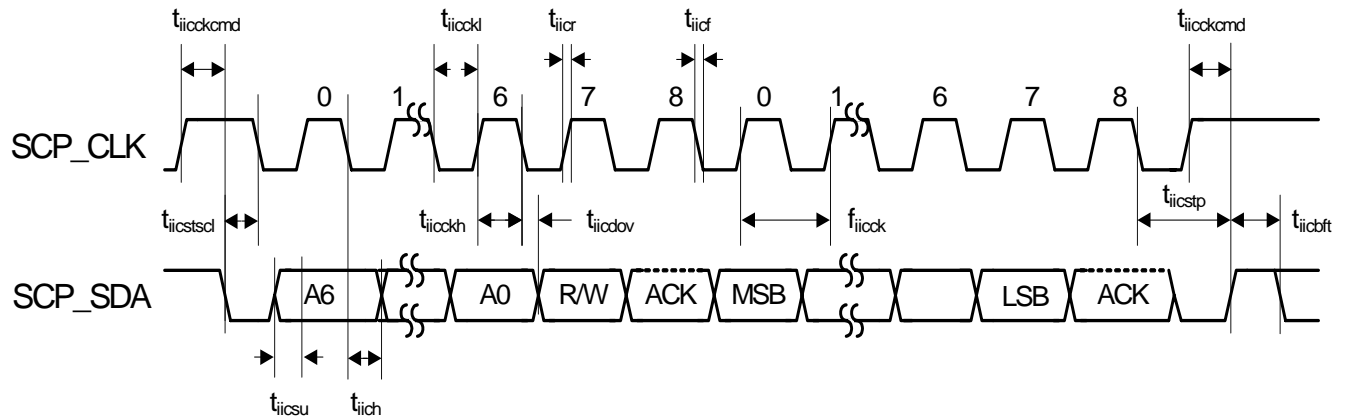 t_iicckcmd t_iicckl t_iicr t_iicf t_iicckcmd
0 1 6 7 8 0 1 6 7 8
SCP_CLK
t_iicstscl t_iicckh t_iicdov f_iicck t_iicstp t_iicbft
SCP_SDA A6 A0 R/W ACK MSB LSB ACK
t_iicsu t_iich